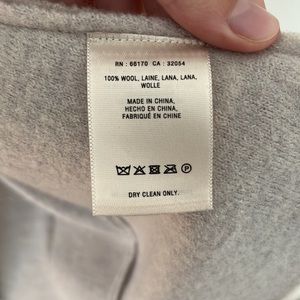 RN : 66170 CA : 32054
100% WOOL, LAINE, LANA, LANA,
WOLLE
MADE IN CHINA,
HECHO EN CHINA,
FABRIQUÉ EN CHINE
P
DRY CLEAN ONLY.